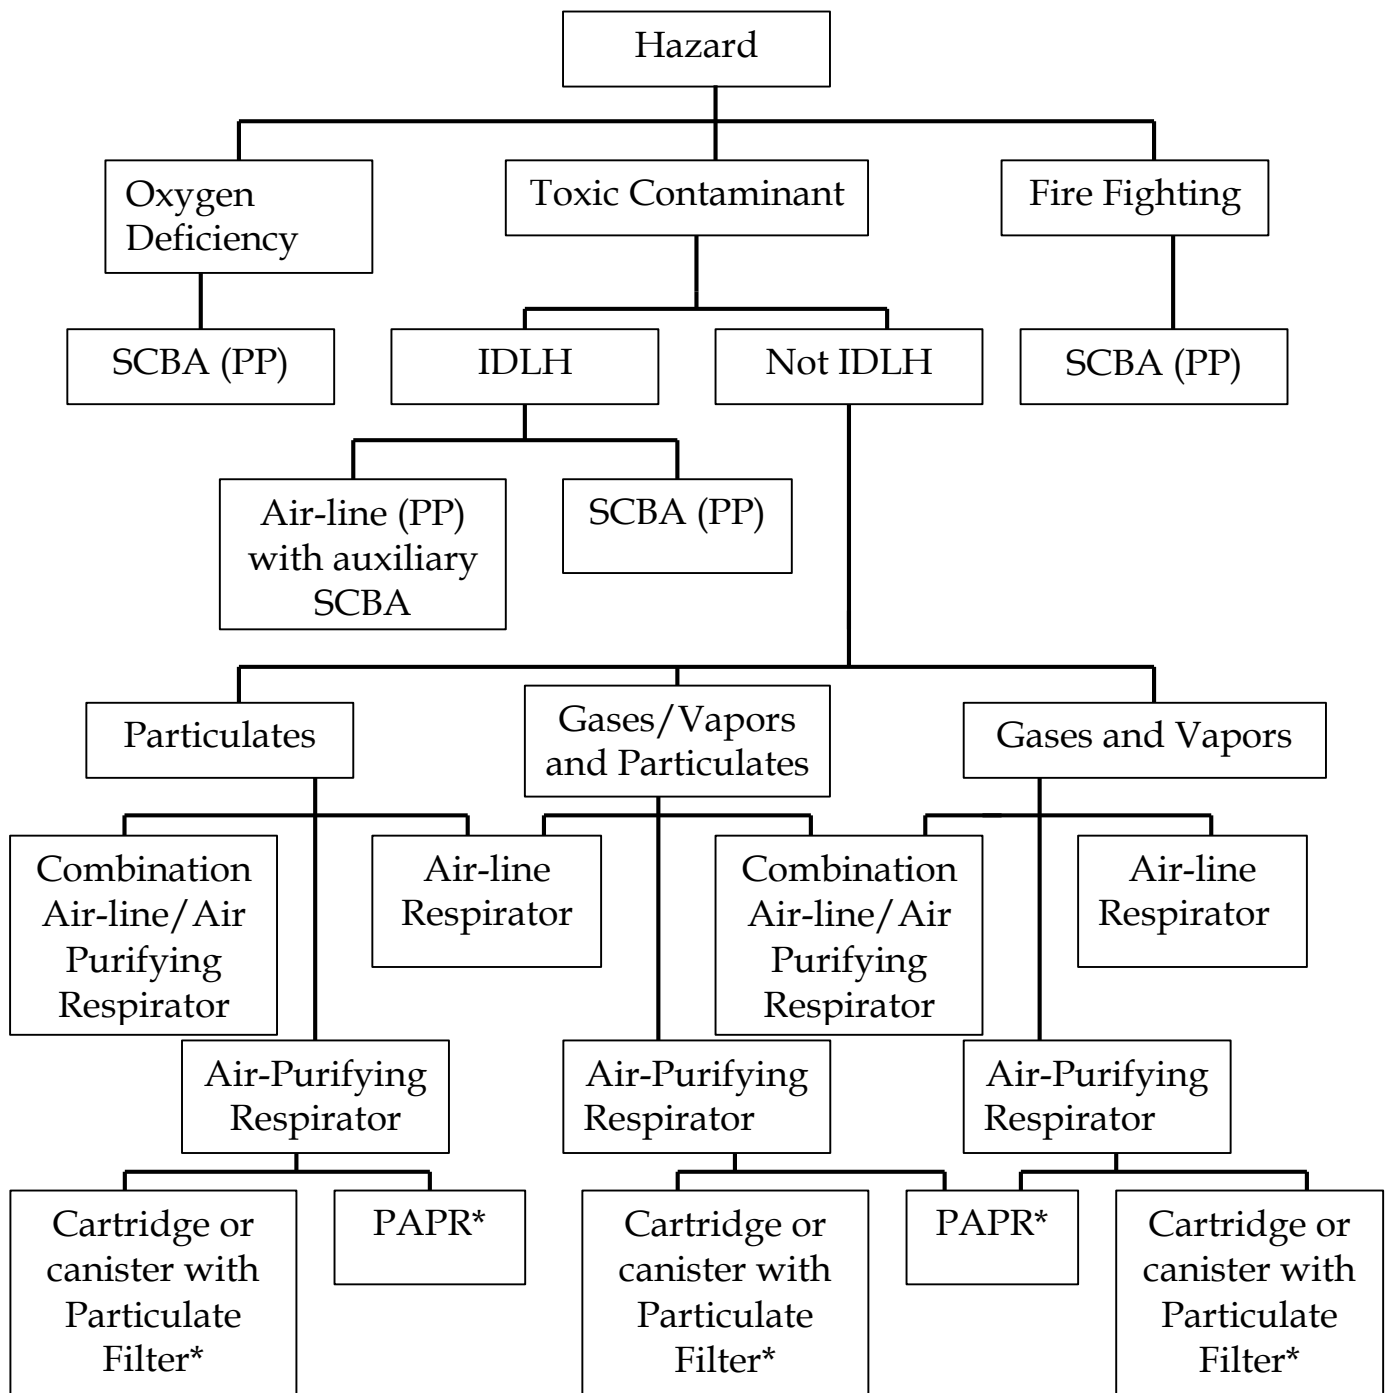 Hazard
Oxygen
Deficiency
Toxic Contaminant
Fire Fighting
SCBA (PP)
IDLH
Not IDLH
SCBA (PP)
Air-line (PP)
with auxiliary
SCBA
SCBA (PP)
Particulates
Gases/Vapors
and Particulates
Gases and Vapors
Combination
Air-line/Air
Purifying
Respirator
Air-line
Respirator
Combination
Air-line/Air
Purifying
Respirator
Air-line
Respirator
Air-Purifying
Respirator
Air-Purifying
Respirator
Air-Purifying
Respirator
Cartridge or
canister with
Particulate
Filter*
PAPR*
Cartridge or
canister with
Particulate
Filter*
PAPR*
Cartridge or
canister with
Particulate
Filter*